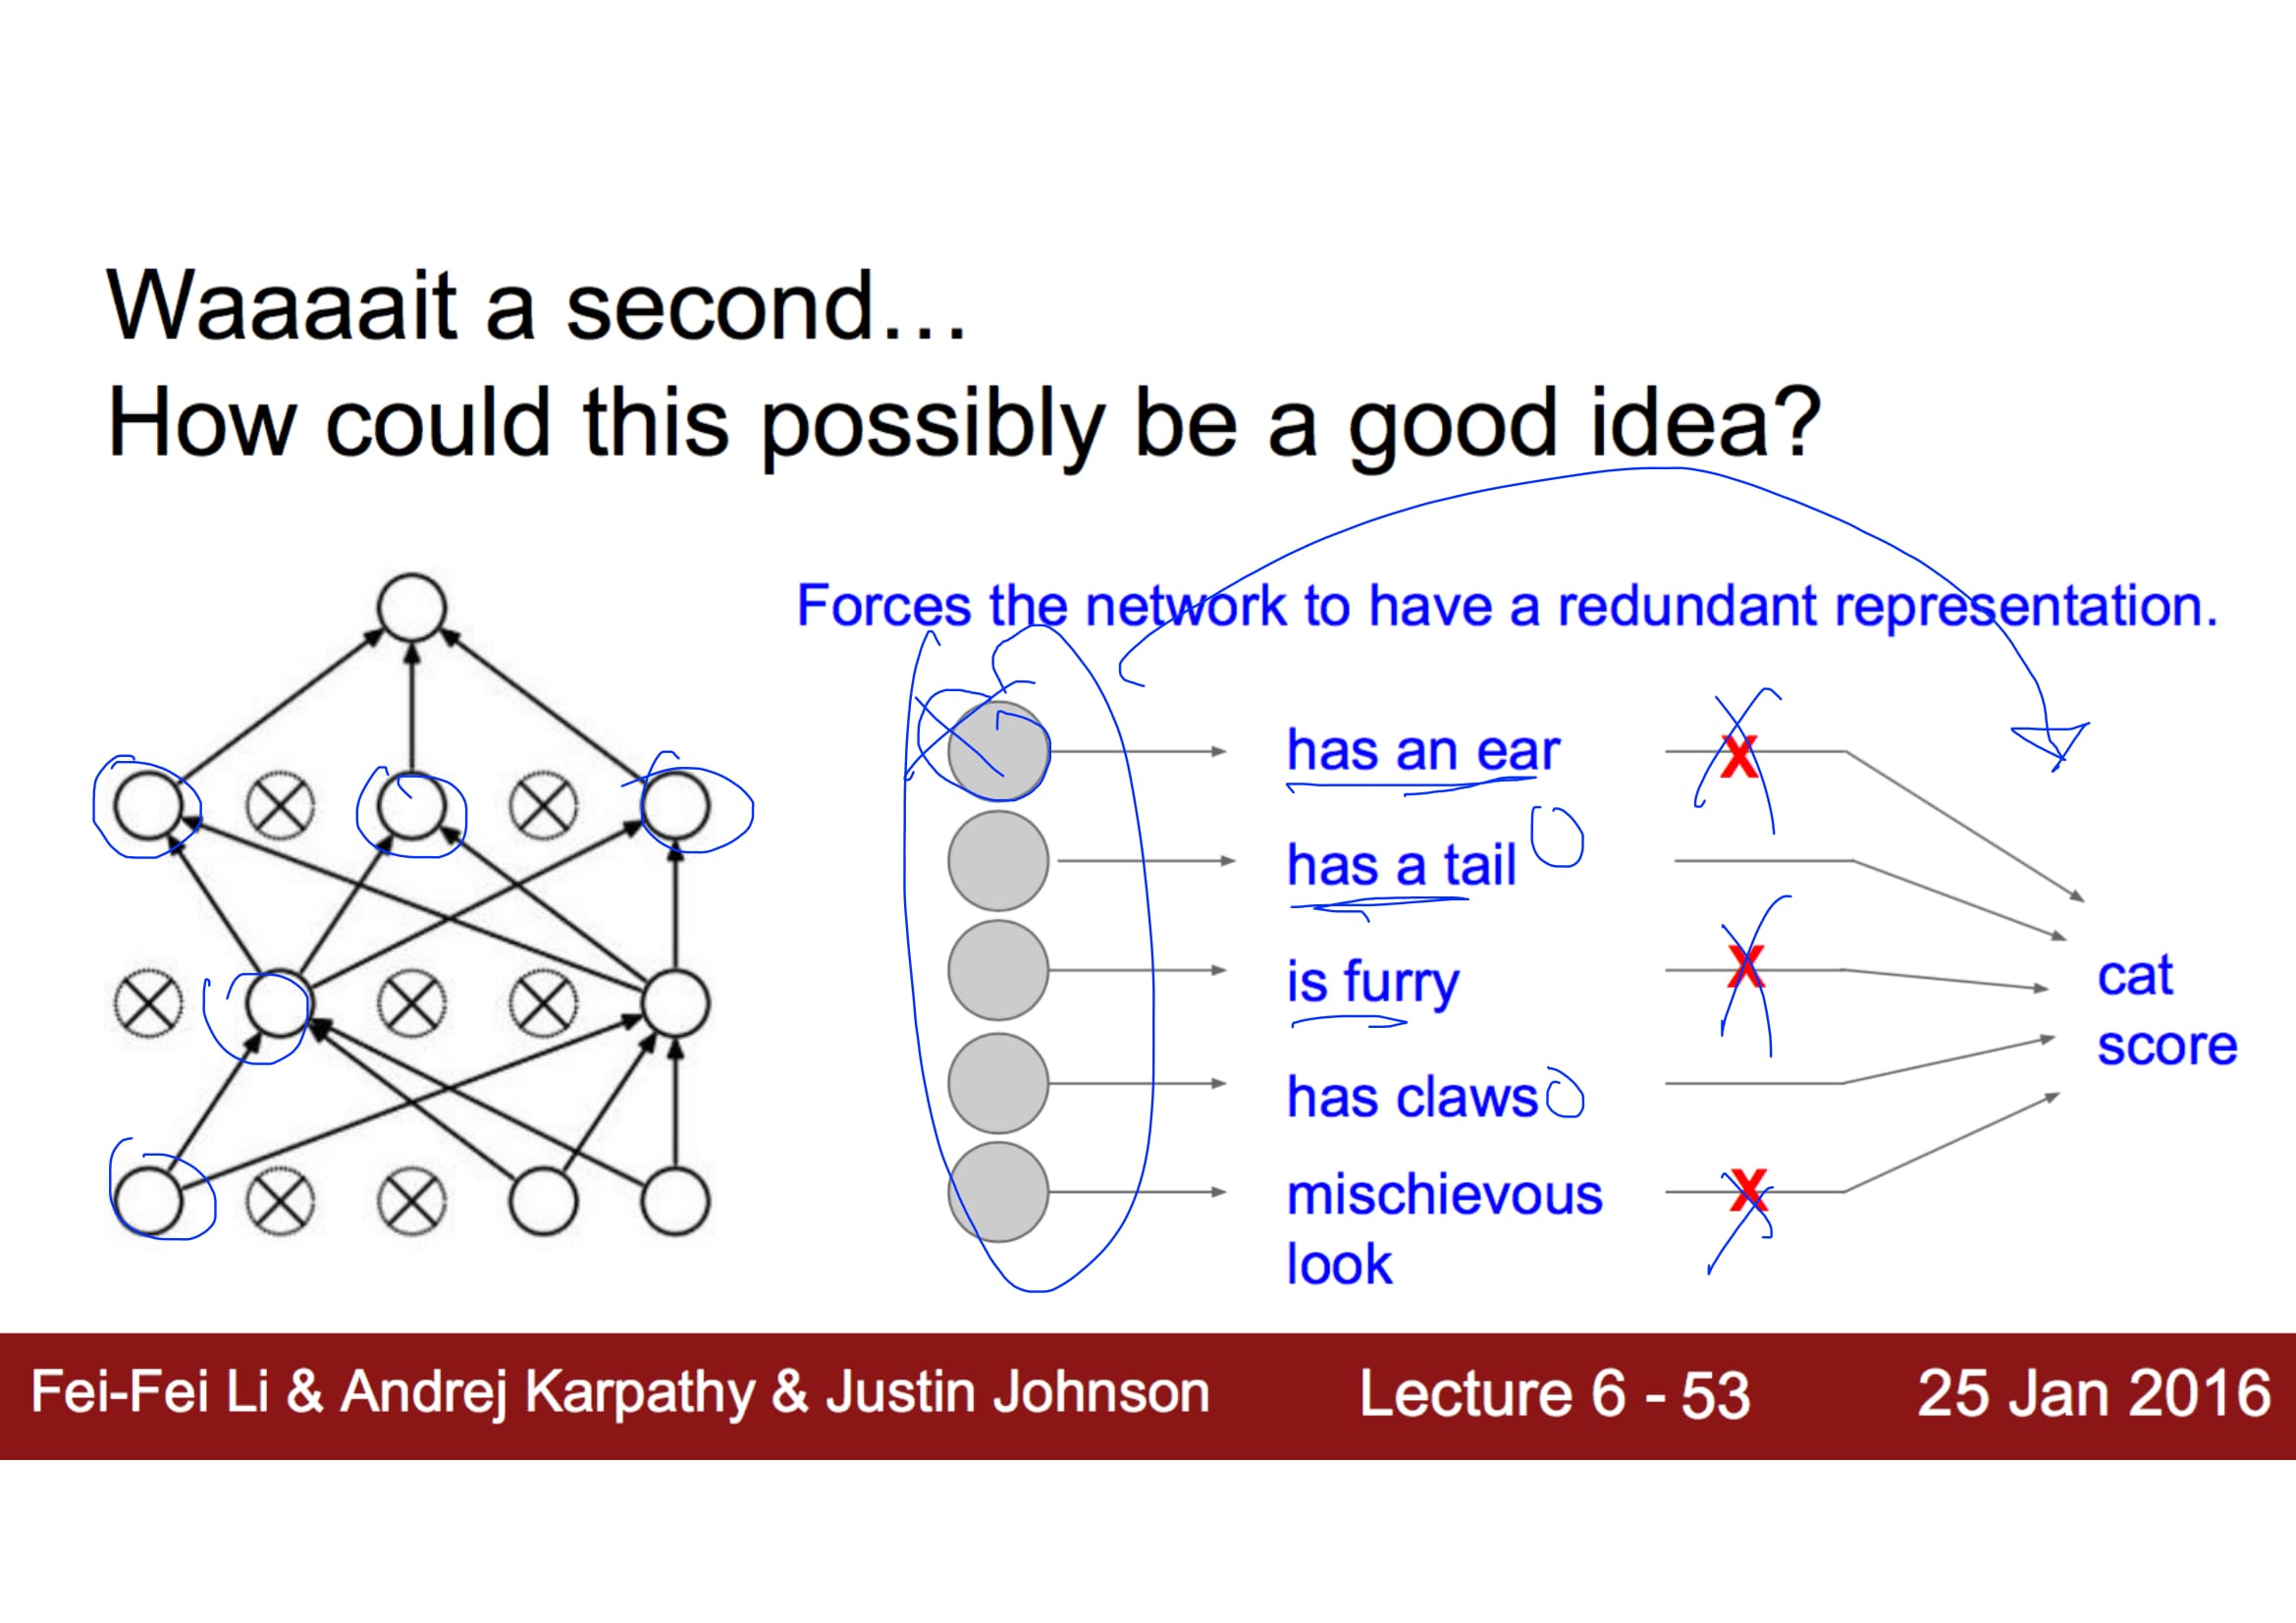 Waaaait a second…
How could this possibly be a good idea?
Forces the network to have a redundant representation.
has an ear
X
has a tail
is furry
X
has claws
mischievous
look
X
cat
score
Fei-Fei Li & Andrej Karpathy & Justin Johnson
Lecture 6 - 53
25 Jan 2016